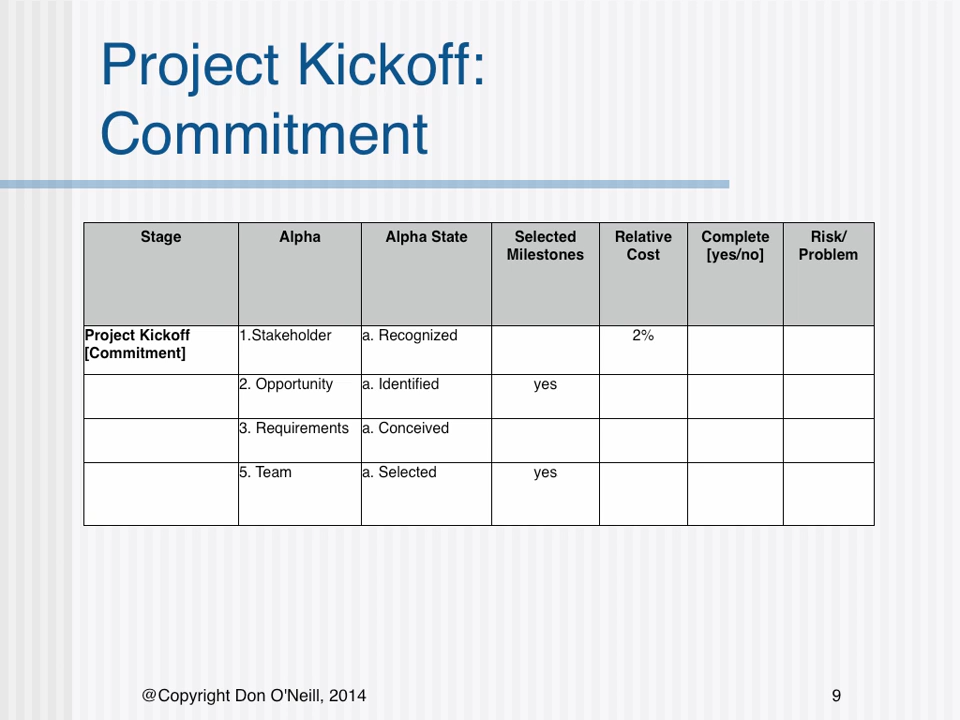 Project Kickoff:
Commitment
Stage Alpha Alpha State Selected Milestones Relative Cost Complete [yes/no] Risk/ Problem
Project Kickoff [Commitment] 1.Stakeholder a. Recognized 2%
2. Opportunity a. Identified yes
3. Requirements a. Conceived
5. Team a. Selected yes
@Copyright Don O'Neill, 2014 9